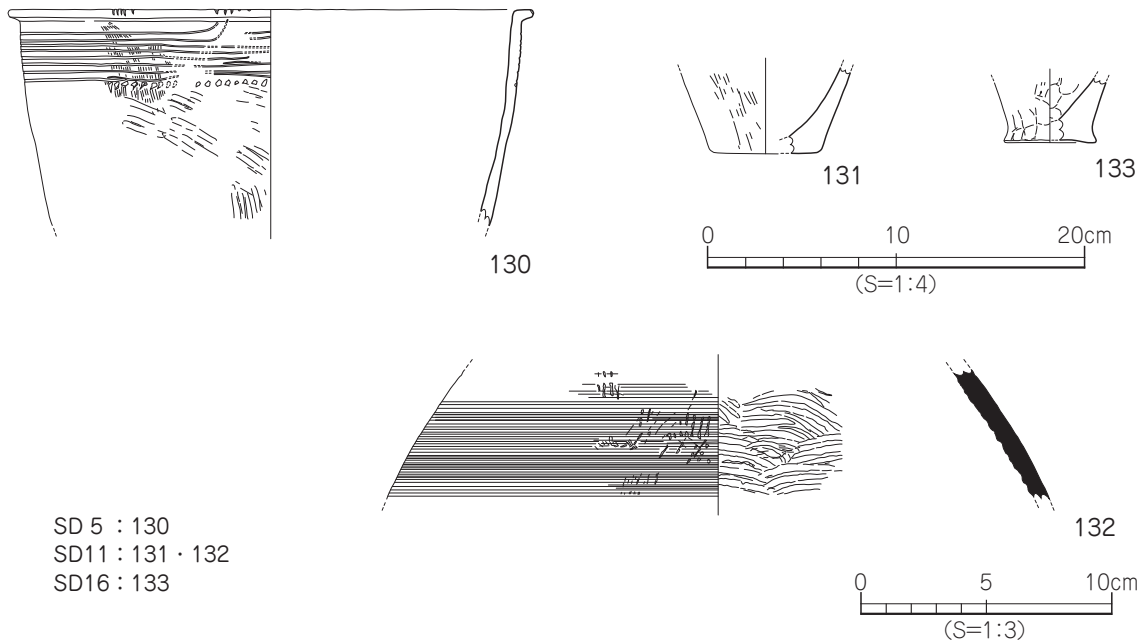 130
131
133
0 10 20cm
(S=1:4)
132
SD 5 : 130
SD11 : 131・132
SD16 : 133
0 5 10cm
(S=1:3)